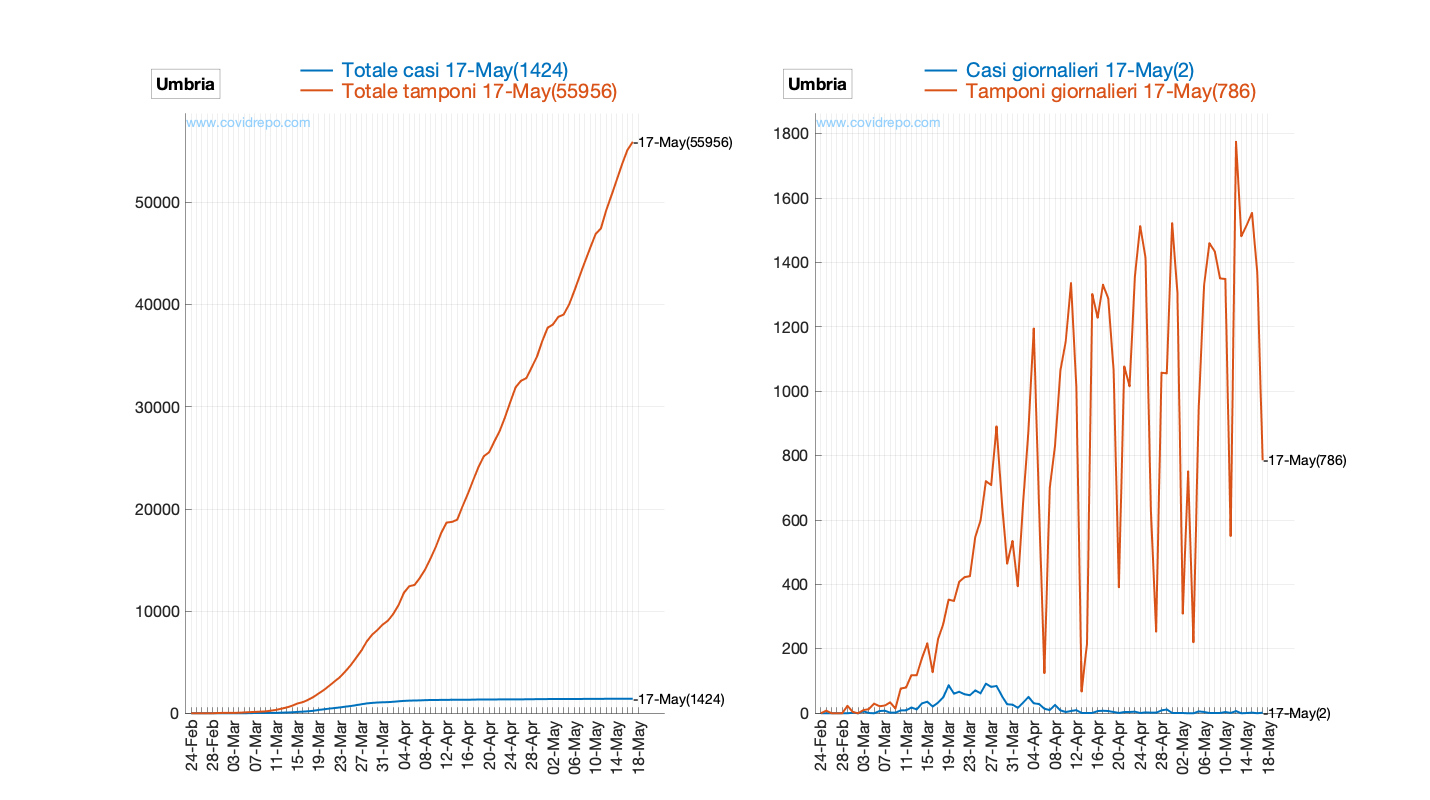 Umbria
Totale casi 17-May(1424)
Totale tamponi 17-May(55956)
www.covidrepo.com
-17-May(55956)
50000
40000
30000
20000
10000
0
-17-May(1424)
24-Feb
28-Feb
03-Mar
07-Mar
11-Mar
15-Mar
19-Mar
23-Mar
27-Mar
31-Mar
04-Apr
08-Apr
12-Apr
16-Apr
20-Apr
24-Apr
28-Apr
02-May
06-May
10-May
14-May
18-May
Umbria
Casi giornalieri 17-May(2)
Tamponi giornalieri 17-May(786)
www.covidrepo.com
1800
1600
1400
1200
1000
800
600
400
200
0
-17-May(786)
-17-May(2)
24-Feb
28-Feb
03-Mar
07-Mar
11-Mar
15-Mar
19-Mar
23-Mar
27-Mar
31-Mar
04-Apr
08-Apr
12-Apr
16-Apr
20-Apr
24-Apr
28-Apr
02-May
06-May
10-May
14-May
18-May